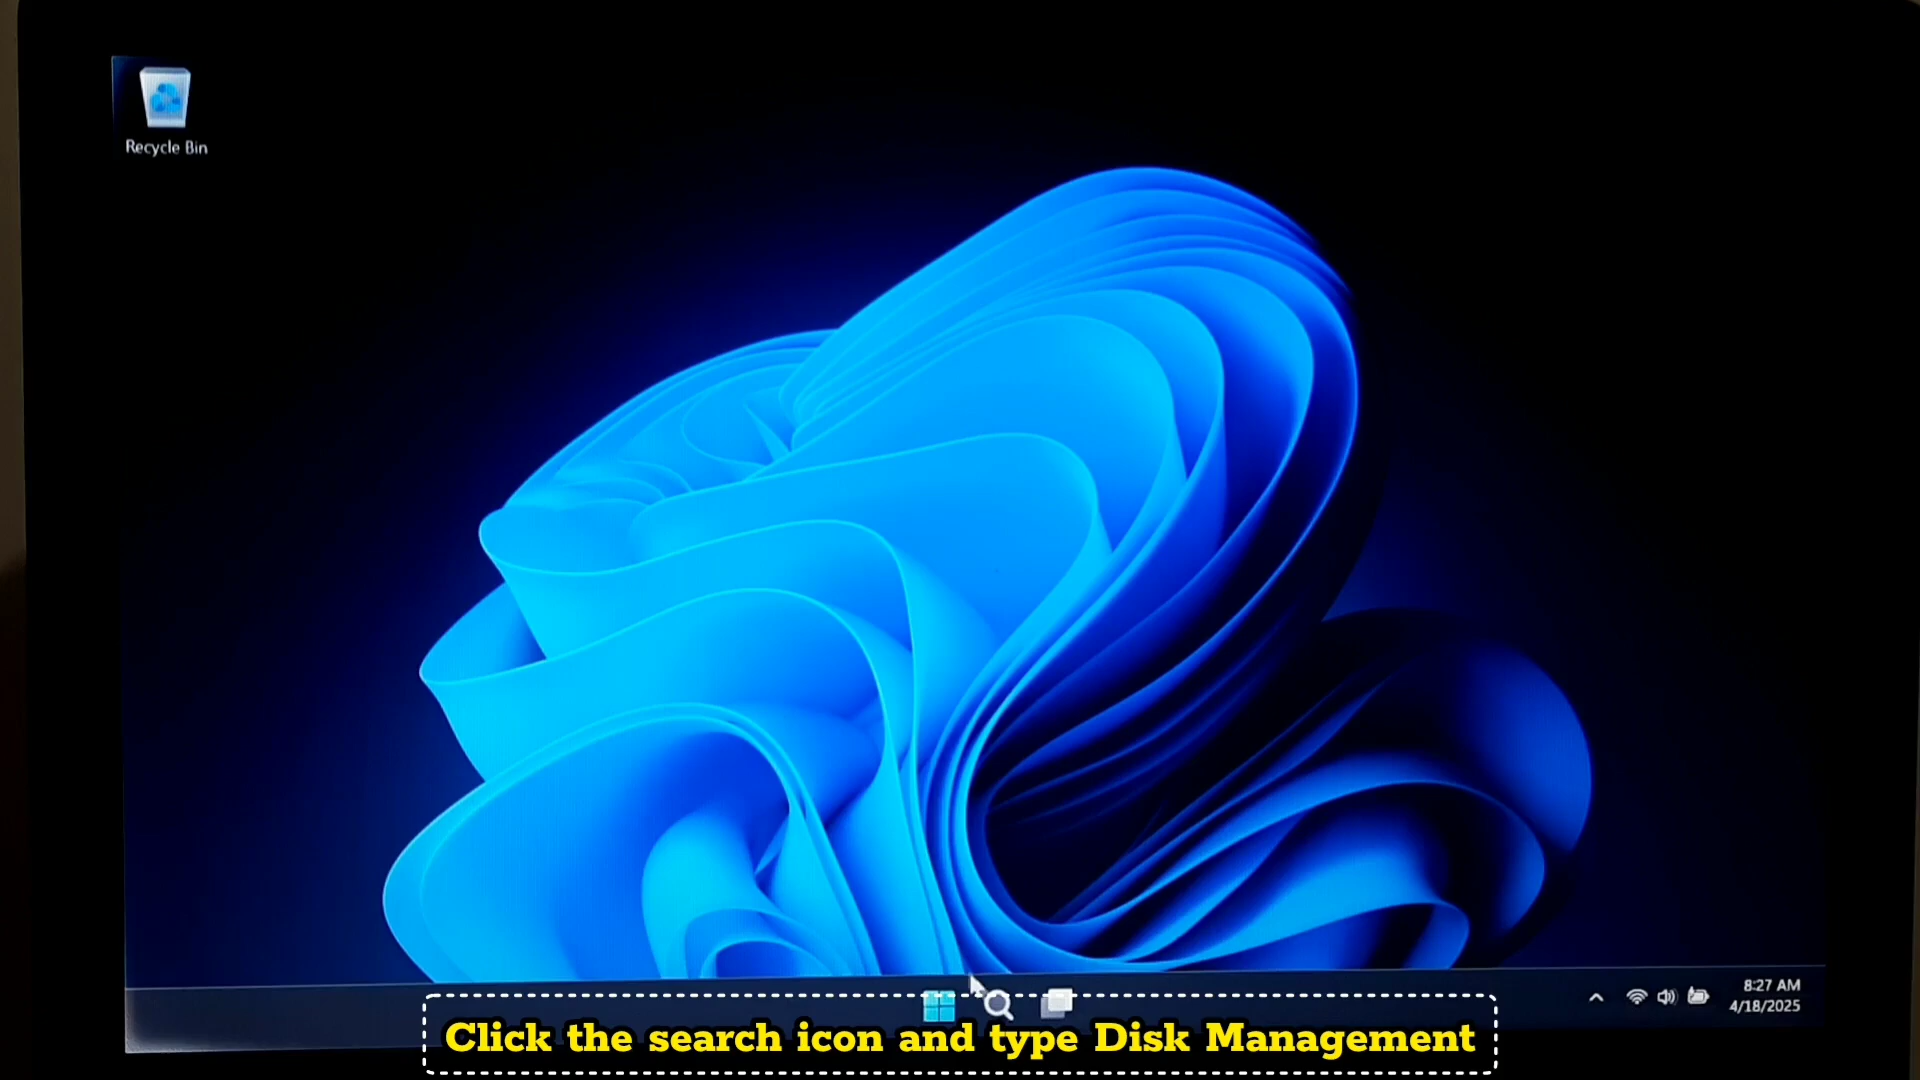 Recycle Bin
8:27 AM
4/18/2025
Click the search icon and type Disk Management